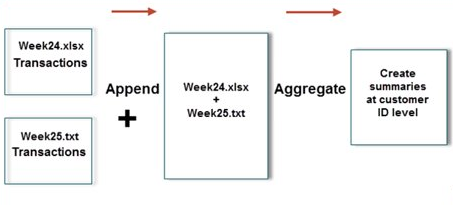 Week24.xlsx
Transactions
Week25.txt
Transactions
Append
+
Week24.xlsx
+
Week25.txt
Aggregate
Create
summaries
at customer
ID level